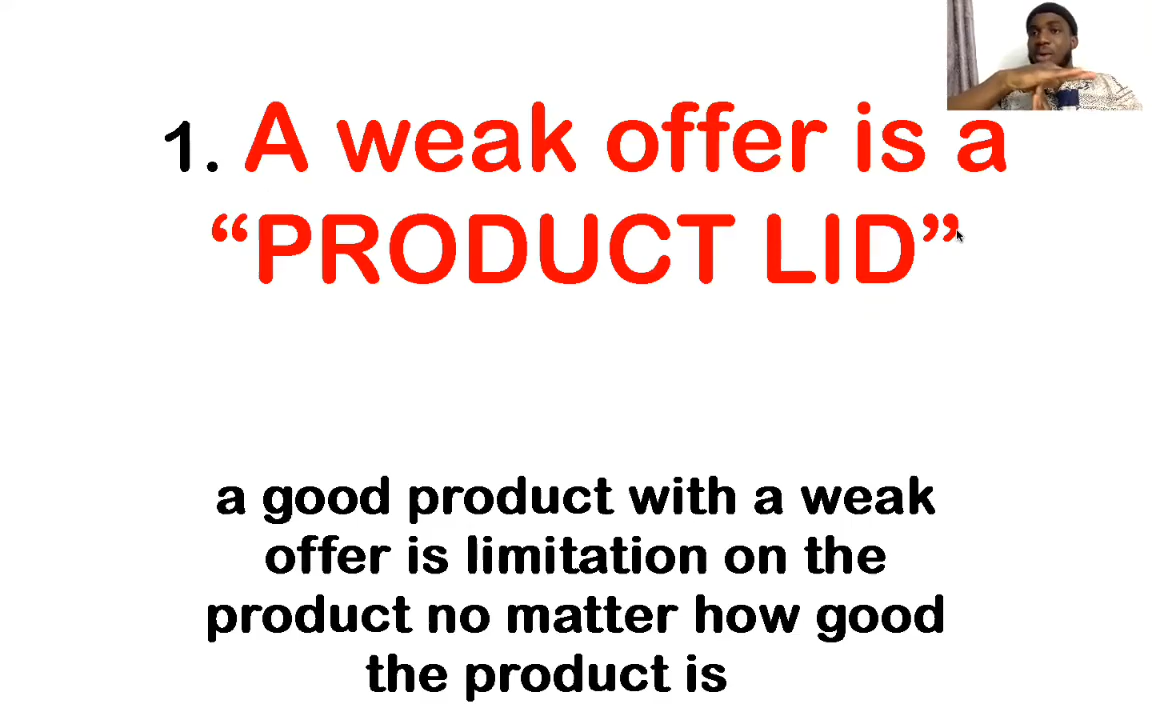 1. A weak offer is a
“PRODUCT LID”
a good product with a weak
offer is limitation on the
product no matter how good
the product is